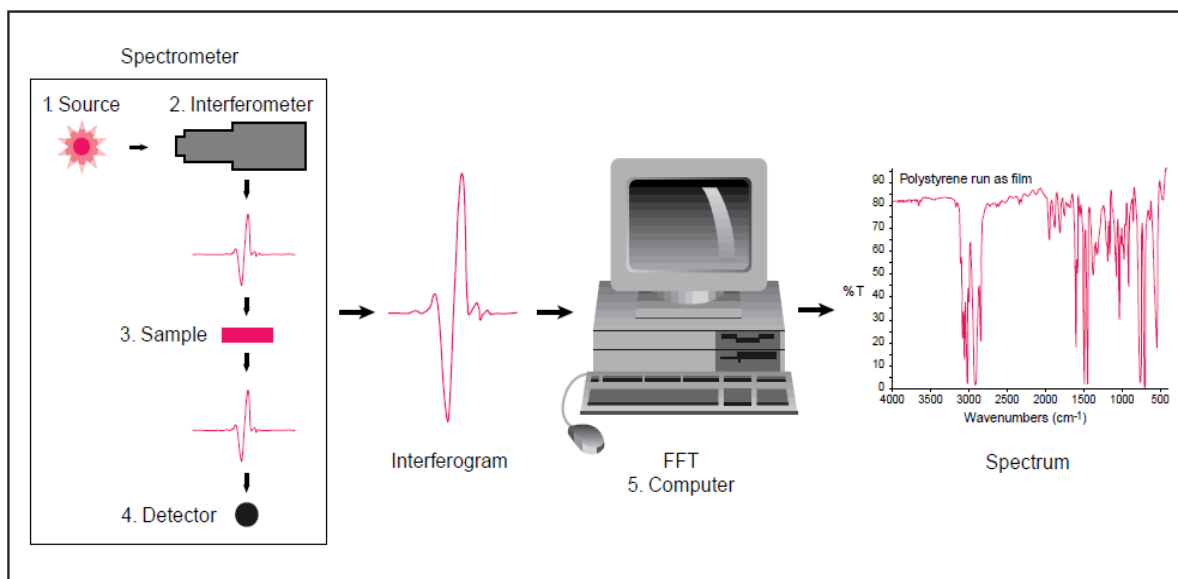 Spectrometer
1. Source
2. Interferometer
3. Sample
4. Detector
Interferogram
FFT
5. Computer
Polystyrene run as film
90
80
70
60
50
%T
40
30
20
10
0
4000 3500 3000 2500 2000 1500 1000 500
Wavenumbers (cm-1)
Spectrum